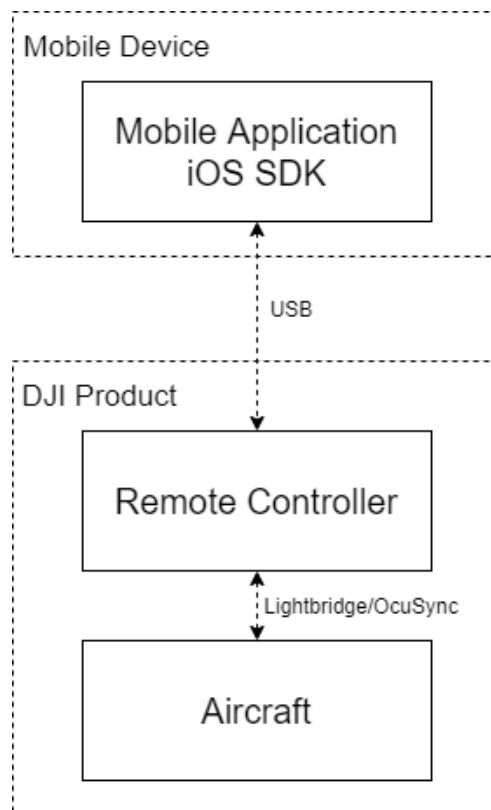 Mobile Device
Mobile Application
iOS SDK
USB
DJI Product
Remote Controller
Lightbridge/OcuSync
Aircraft